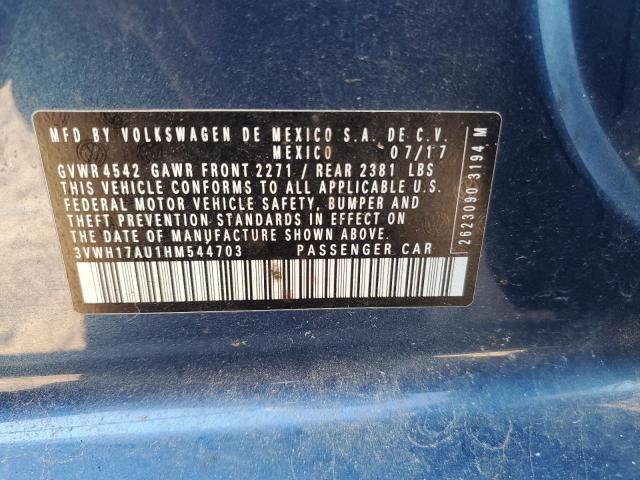 MFD BY VOLKSWAGEN DE MEXICO S.A. DE C.V.
MEXICO 07/17
GVWR 4542 GAWR FRONT 2271 / REAR 2381 LBS
THIS VEHICLE CONFORMS TO ALL APPLICABLE U.S.
FEDERAL MOTOR VEHICLE SAFETY, BUMPER AND
THEFT PREVENTION STANDARDS IN EFFECT ON
THE DATE OF MANUFACTURE SHOWN ABOVE.
3VWH17AU1HM544703 PASSENGER CAR
2623090 3194 M